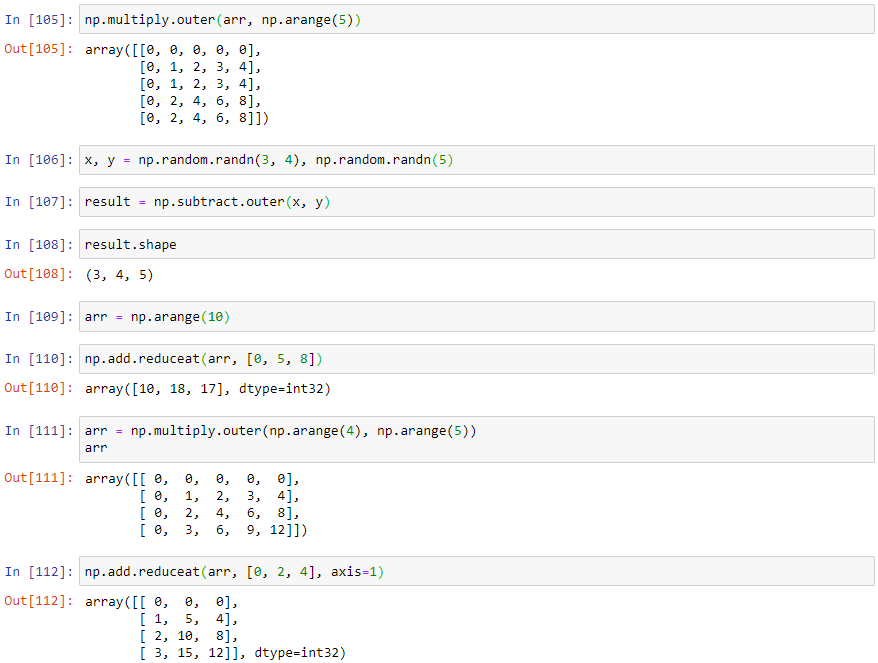 In [105]: np.multiply.outer(arr, np.arange(5))
Out[105]: array([[0, 0, 0, 0, 0],
       [0, 1, 2, 3, 4],
       [0, 1, 2, 3, 4],
       [0, 2, 4, 6, 8],
       [0, 2, 4, 6, 8]])
In [106]: x, y = np.random.randn(3, 4), np.random.randn(5)
In [107]: result = np.subtract.outer(x, y)
In [108]: result.shape
Out[108]: (3, 4, 5)
In [109]: arr = np.arange(10)
In [110]: np.add.reduceat(arr, [0, 5, 8])
Out[110]: array([10, 18, 17], dtype=int32)
In [111]: arr = np.multiply.outer(np.arange(4), np.arange(5))
arr
Out[111]: array([[ 0,  0,  0,  0,  0],
       [ 0,  1,  2,  3,  4],
       [ 0,  2,  4,  6,  8],
       [ 0,  3,  6,  9, 12]])
In [112]: np.add.reduceat(arr, [0, 2, 4], axis=1)
Out[112]: array([[ 0,  0,  0],
       [ 1,  5,  4],
       [ 2, 10,  8],
       [ 3, 15, 12]], dtype=int32)